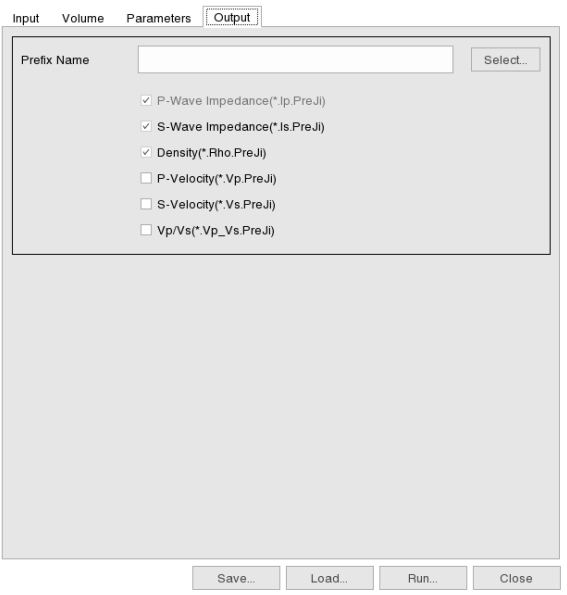 Input Volume Parameters Output
Prefix Name Select...
P-Wave Impedance(*.Ip.PreJi)
S-Wave Impedance(*.Is.PreJi)
Density(*.Rho.PreJi)
P-Velocity(*.Vp.PreJi)
S-Velocity(*.Vs.PreJi)
Vp/Vs(*.Vp_Vs.PreJi)
Save... Load... Run... Close